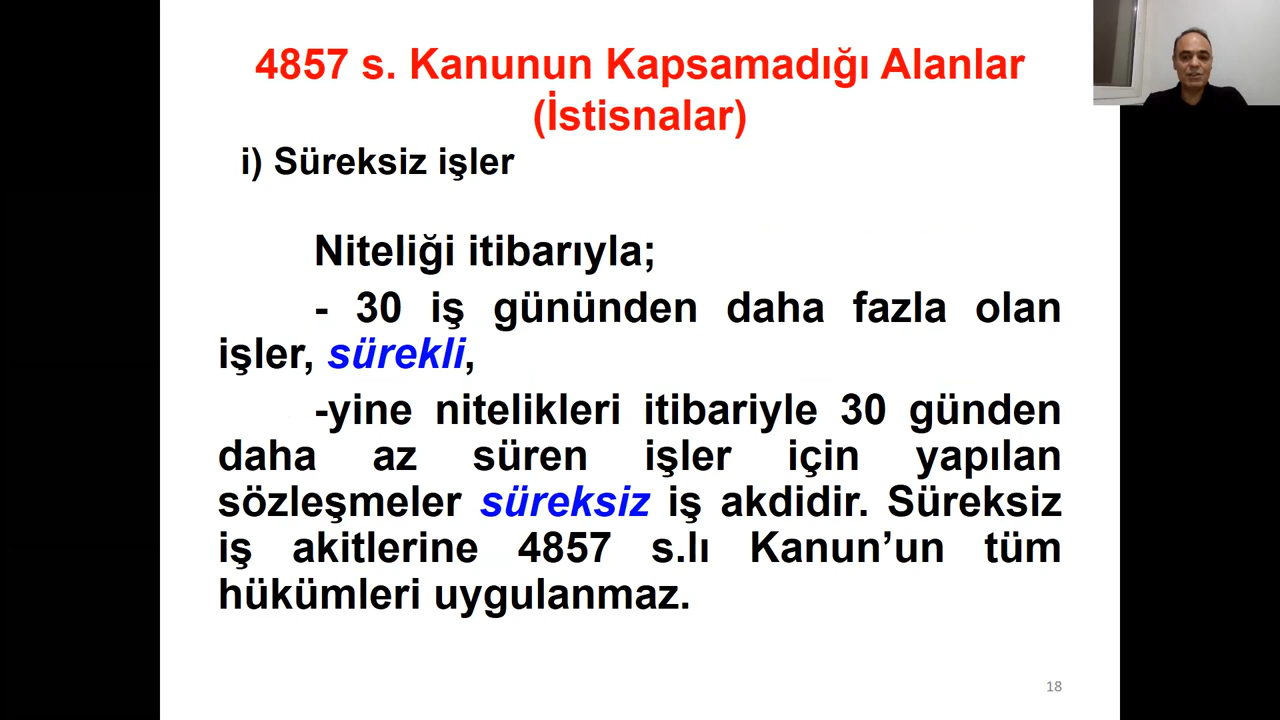 4857 s. Kanunun Kapsamadığı Alanlar
(İstisnalar)
i) Süreksiz işler
Niteliği itibarıyla;
- 30 iş gününden daha fazla olan
işler, sürekli,
-yine nitelikleri itibariyle 30 günden
daha az süren işler için yapılan
sözleşmeler süreksiz iş akdidir. Süreksiz
iş akitlerine 4857 s.lı Kanun’un tüm
hükümleri uygulanmaz.
18